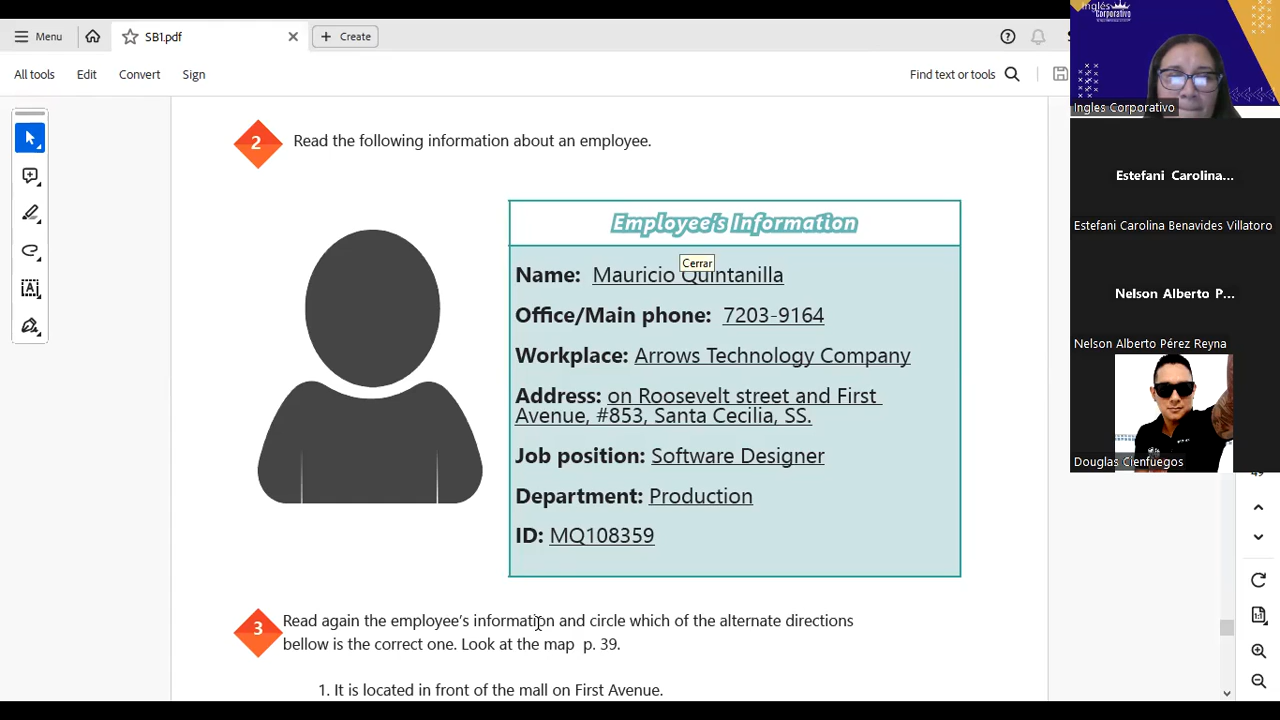 Menu
SB1.pdf
Create
All tools
Edit
Convert
Sign
Find text or tools
2
Read the following information about an employee.
Employee's Information
Cerrar
Name: Mauricio Quintanilla
Office/Main phone: 7203-9164
Workplace: Arrows Technology Company
Address: on Roosevelt street and First
Avenue, #853, Santa Cecilia, SS.
Job position: Software Designer
Department: Production
ID: MQ108359
3
Read again the employee's information and circle which of the alternate directions
bellow is the correct one. Look at the map p. 39.
1. It is located in front of the mall on First Avenue.
Inglés
corporativo
Ingles Corporativo
Estefani Carolina...
Estefani Carolina Benavides Villatoro
Nelson Alberto P...
Nelson Alberto Pérez Reyna
Douglas Cienfuegos